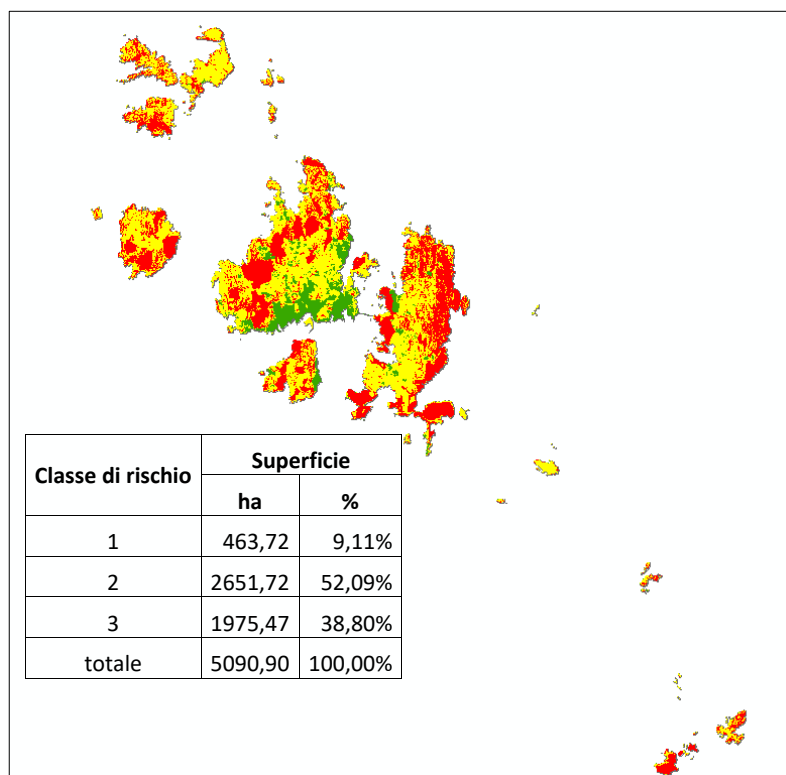 Classe di rischio Superficie
ha %
1 463,72 9,11%
2 2651,72 52,09%
3 1975,47 38,80%
totale 5090,90 100,00%